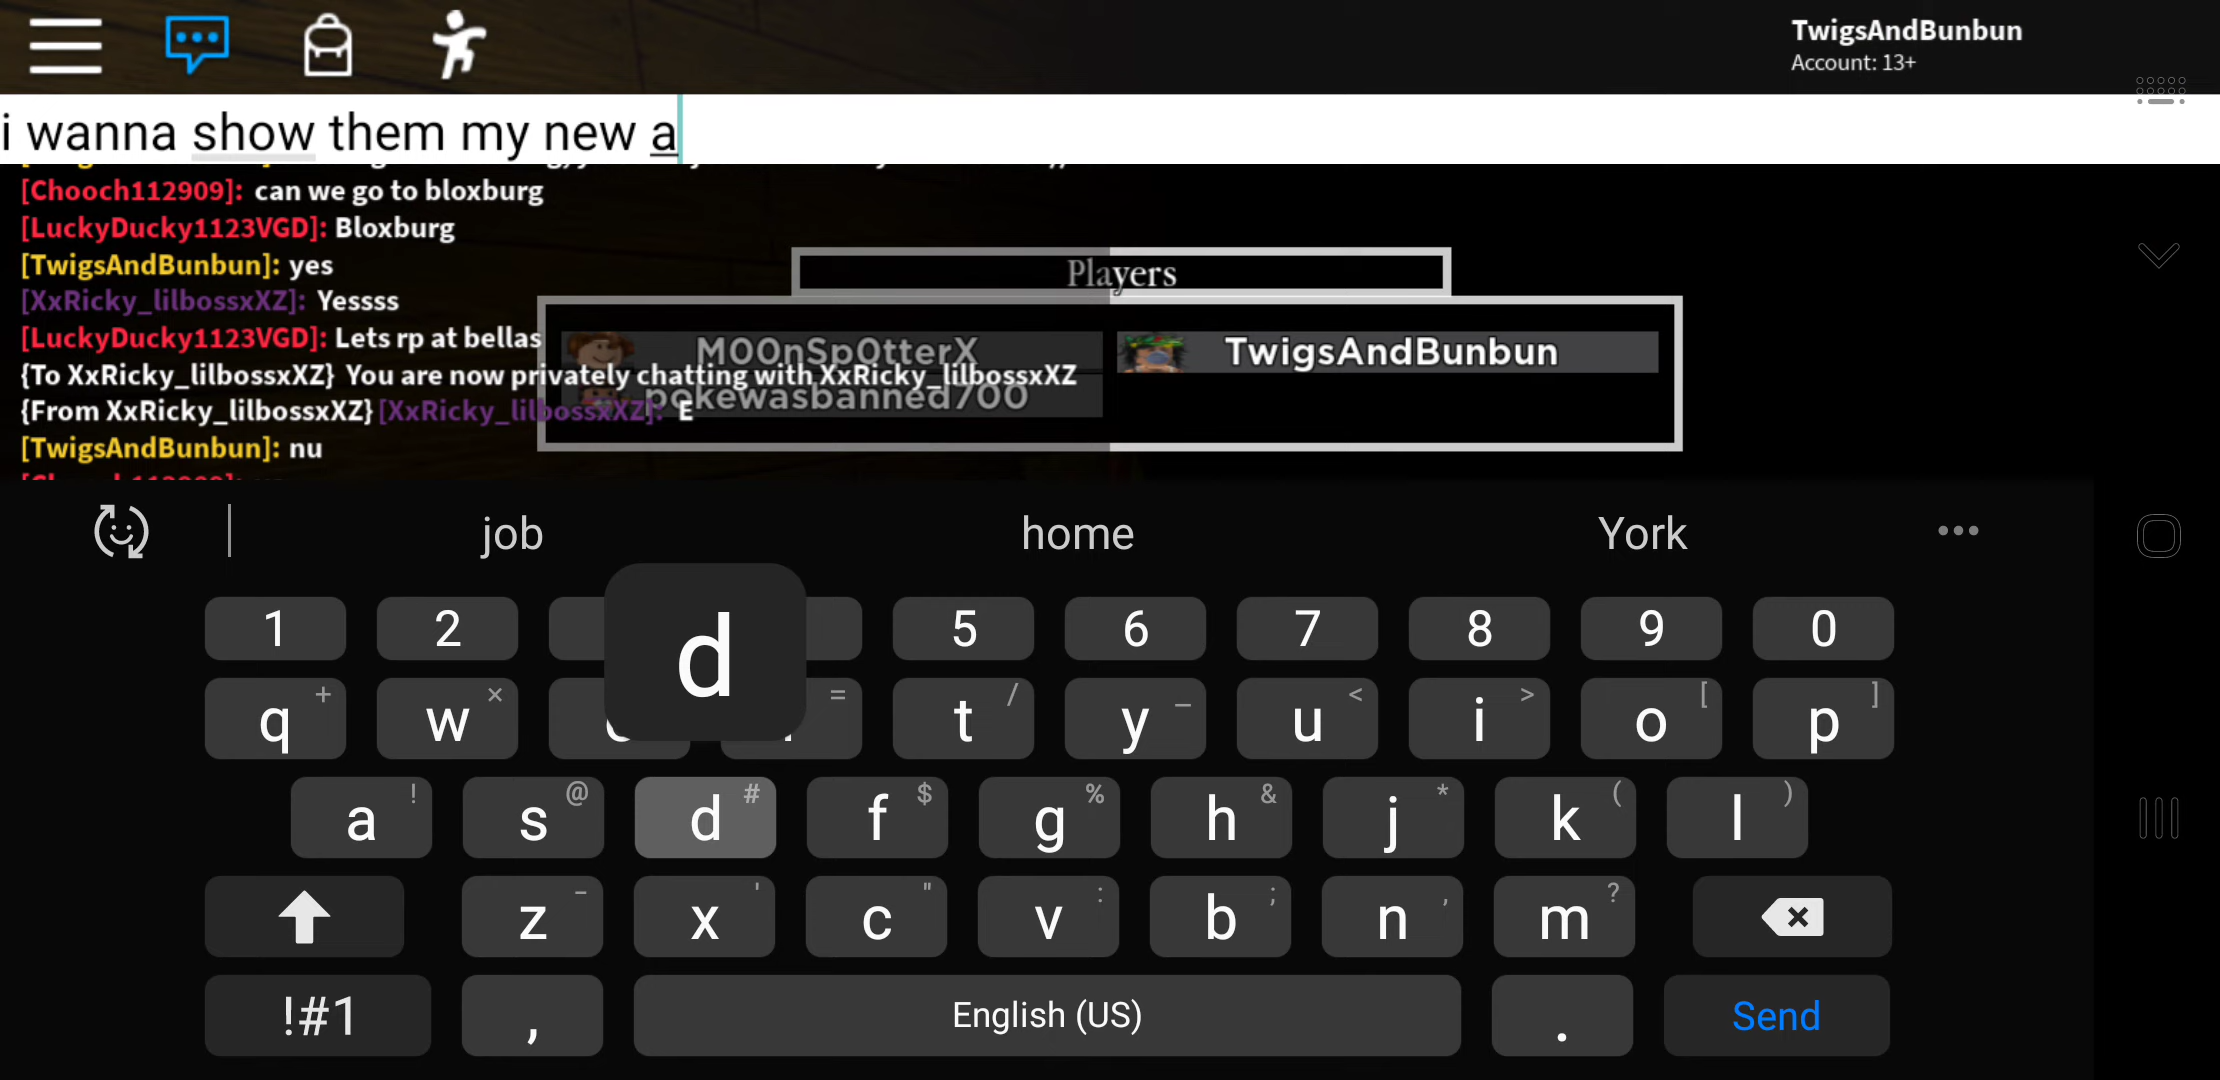 TwigsAndBunbun
Account: 13+
i wanna show them my new a
[Chooch112909]: can we go to bloxburg
[LuckyDucky1123VGD]: Bloxburg
[TwigsAndBunbun]: yes
[XxRicky_lilbossxXZ]: Yessss
[LuckyDucky1123VGD]: Lets rp at bellas
{To XxRicky_lilbossxXZ} You are now privately chatting with XxRicky_lilbossxXZ
{From XxRicky_lilbossxXZ} [XxRicky_lilbossxXZ]: E
[TwigsAndBunbun]: nu
Players
M00nSp0tterX TwigsAndBunbun
pokewasbanned700
job home York
1 2 5 6 7 8 9 0
d
+ × = / _ < > [ ]
q w t y u i o p
! @ # $ % & * ( )
a s d f g h j k l
- ' " : ; , ?
z x c v b n m
!#1 , English (US) . Send